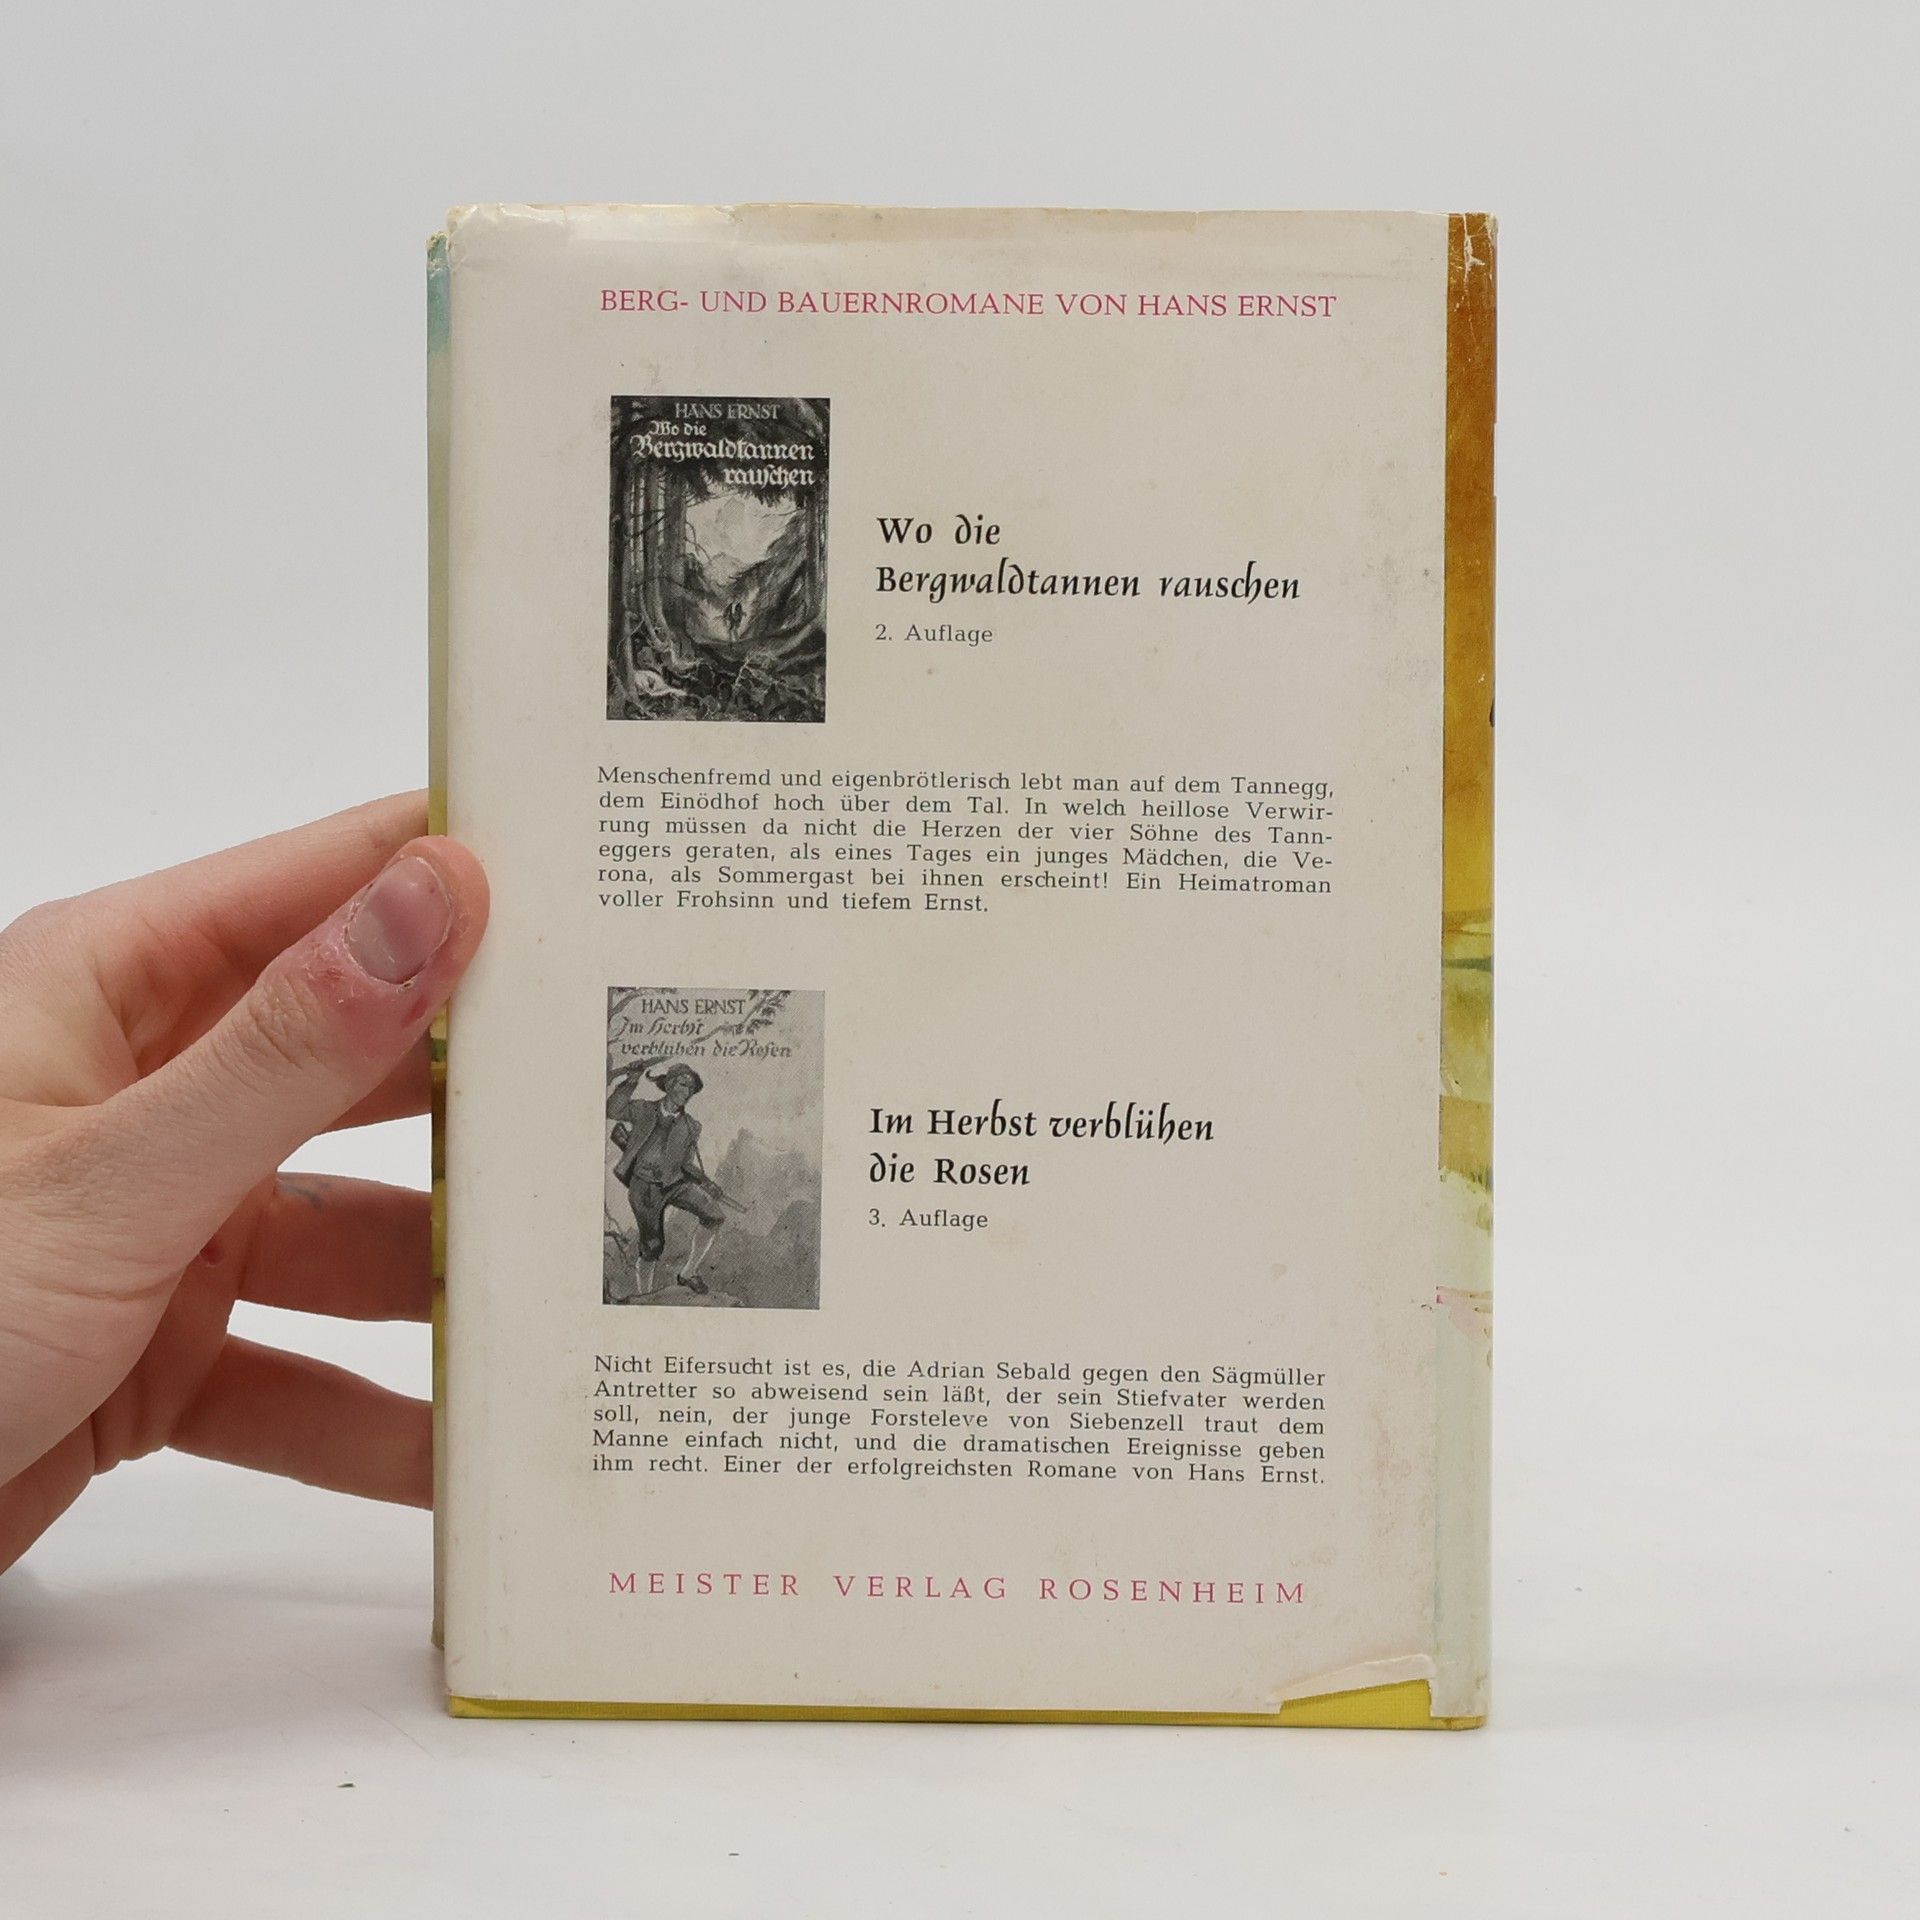 BERG- UND BAUERNROMANE VON HANS ERNST
HANS ERNST
Wo die
Bergwaldtannen
rauschen
Wo die
Bergwaldtannen rauschen
2. Auflage
Menschenfremd und eigenbrötlerisch lebt man auf dem Tannegg,
dem Einödhof hoch über dem Tal. In welch heillose Verwir-
rung müssen da nicht die Herzen der vier Söhne des Tann-
eggers geraten, als eines Tages ein junges Mädchen, die Ve-
rona, als Sommergast bei ihnen erscheint! Ein Heimatroman
voller Frohsinn und tiefem Ernst.
HANS ERNST
Im Herbst
verblühen die Rosen
Im Herbst verblühen
die Rosen
3. Auflage
Nicht Eifersucht ist es, die Adrian Sebald gegen den Sägmüller
Antretter so abweisend sein läßt, der sein Stiefvater werden
soll, nein, der junge Forsteleve von Siebenzell traut dem
Manne einfach nicht, und die dramatischen Ereignisse geben
ihm recht. Einer der erfolgreichsten Romane von Hans Ernst.
MEISTER VERLAG ROSENHEIM